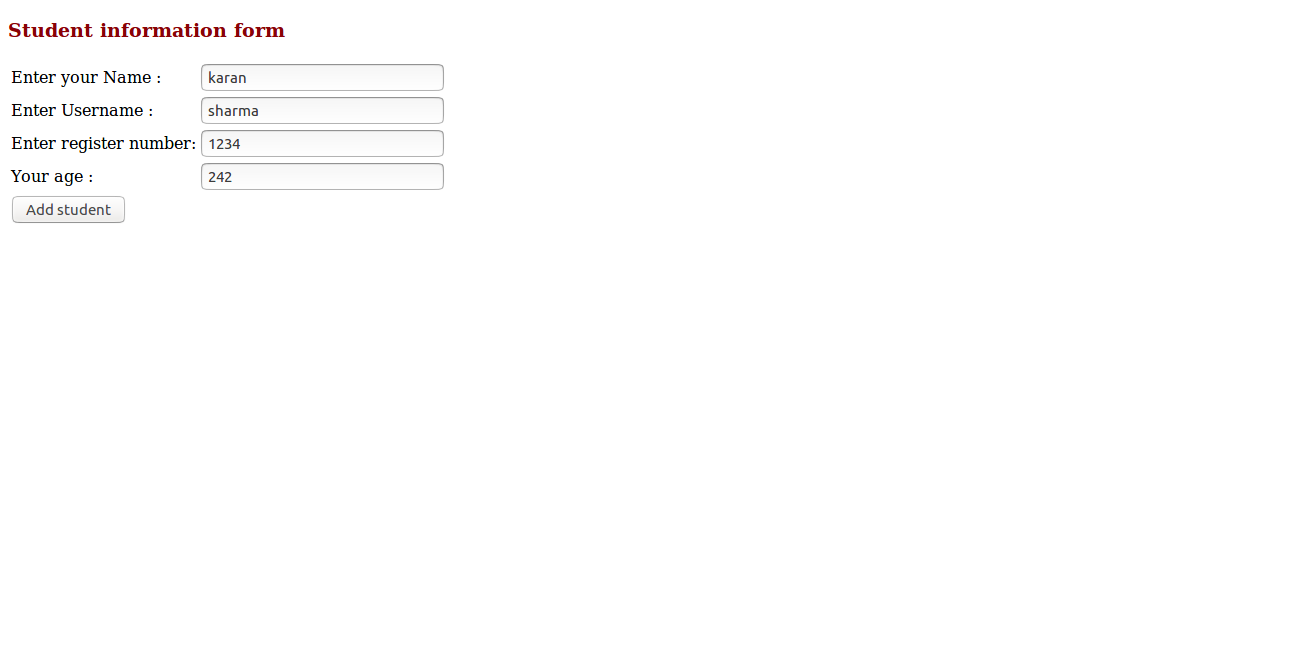 Student information form
Enter your Name : karan
Enter Username : sharma
Enter register number: 1234
Your age : 242
Add student